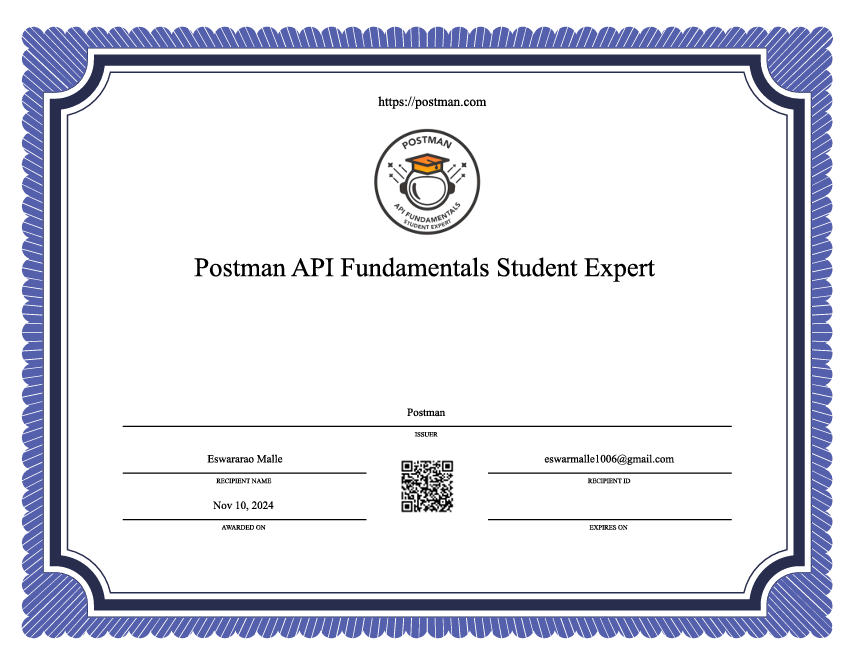 https://postman.com
POSTMAN
API FUNDAMENTALS
STUDENT EXPERT
Postman API Fundamentals Student Expert
Postman
ISSUER
Eswararao Malle
eswarmalle1006@gmail.com
RECIPIENT NAME
RECIPIENT ID
Nov 10, 2024
AWARDED ON
EXPIRES ON